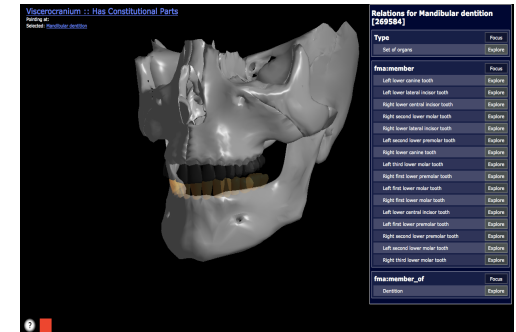 Viscerocranium :: Has Constitutional Parts
Pointing at:
Selected: Mandibular dentition
Relations for Mandibular dentition [269584]
Type Focus
Set of organs Explore
fma:member Focus
Left lower canine tooth Explore
Left lower lateral incisor tooth Explore
Right lower central incisor tooth Explore
Right second lower molar tooth Explore
Right lower lateral incisor tooth Explore
Left second lower premolar tooth Explore
Right lower canine tooth Explore
Left third lower molar tooth Explore
Right first lower premolar tooth Explore
Left first lower molar tooth Explore
Right first lower molar tooth Explore
Left lower central incisor tooth Explore
Left first lower premolar tooth Explore
Right second lower premolar tooth Explore
Left second lower molar tooth Explore
Right third lower molar tooth Explore
fma:member_of Focus
Dentition Explore
?